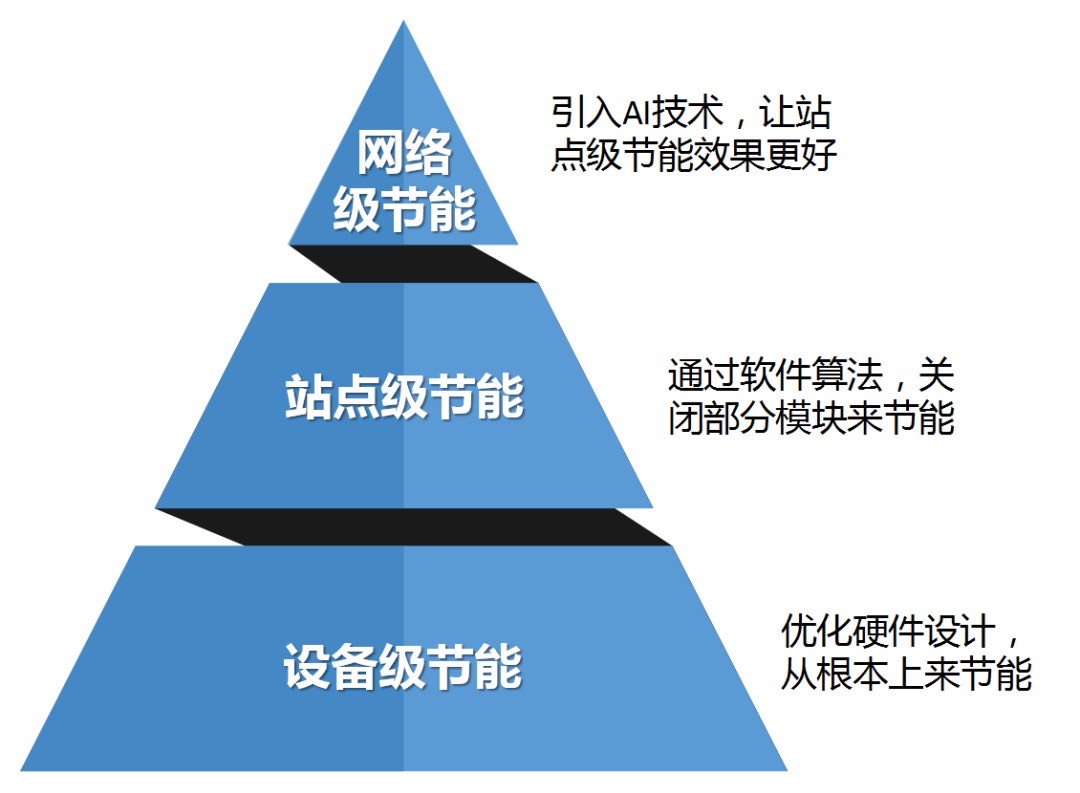 网络
级节能
引入AI技术，让站
点级节能效果更好
站点级节能
通过软件算法，关
闭部分模块来节能
设备级节能
优化硬件设计，
从根本上来节能